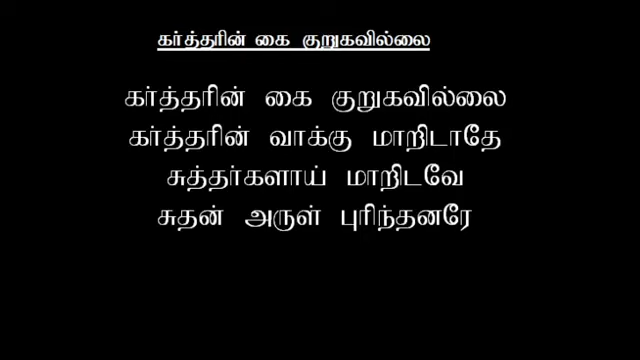 கர்த்தரின் கை குறுகவில்லை
கர்த்தரின் கை குறுகவில்லை
கர்த்தரின் வாக்கு மாறிடாதே
சுத்தர்களாய் மாறிடவே
சுதன் அருள் புரிந்தனரே